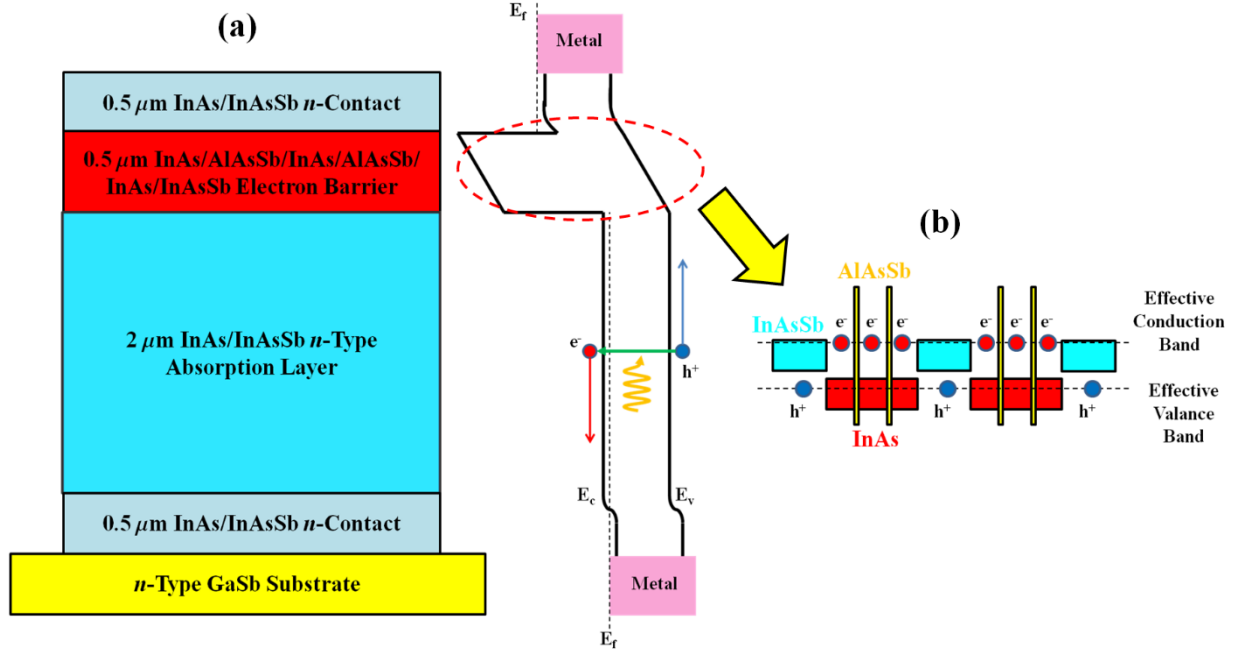 (a)
0.5 μm InAs/InAsSb n-Contact
0.5 μm InAs/AlAsSb/InAs/AlAsSb/
InAs/InAsSb Electron Barrier
2 μm InAs/InAsSb n-Type
Absorption Layer
0.5 μm InAs/InAsSb n-Contact
n-Type GaSb Substrate
Ef
Metal
e-
h+
Ec
Ev
Metal
Ef
(b)
AlAsSb
InAsSb
e-
e-
e-
e-
e-
e-
Effective
Conduction
Band
h+
h+
h+
Effective
Valance
Band
InAs